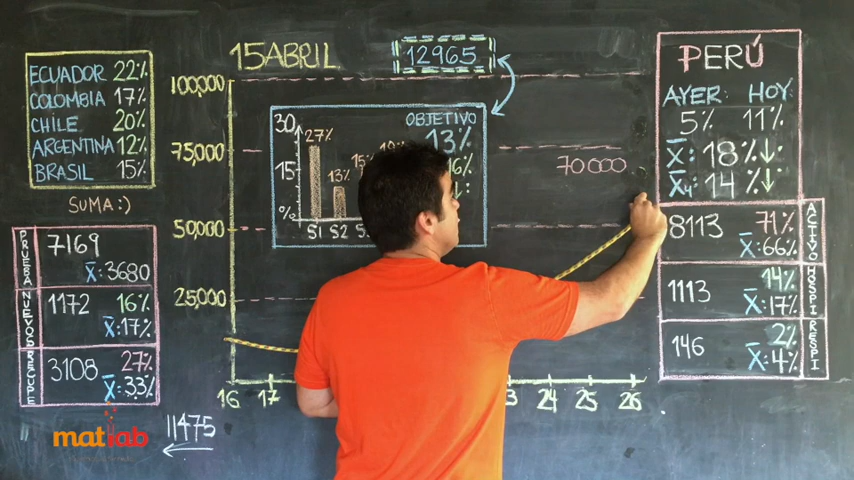 15 ABRIL
12965
ECUADOR 22%
COLOMBIA 17%
CHILE 20%
ARGENTINA 12%
BRASIL 15%
SUMA:)
PRUEBA
7169
x̄: 3680
NUEVOS
1172 16%
x̄: 17%
RECUPE
3108 27%
x̄: 33%
matlab
11475
100,000
75,000
50,000
25,000
16 17
24 25 26
30
15
%
27%
13%
15%
S1 S2
OBJETIVO
13%
16%
70000
PERÚ
AYER HOY
5% 11%
x̄: 18%↓:
x̄4: 14%↓:
8113 71%
x̄: 66%
ACTIVO
1113 14%
x̄: 17%
HOSPI
146 2%
x̄: 4%
RESPI